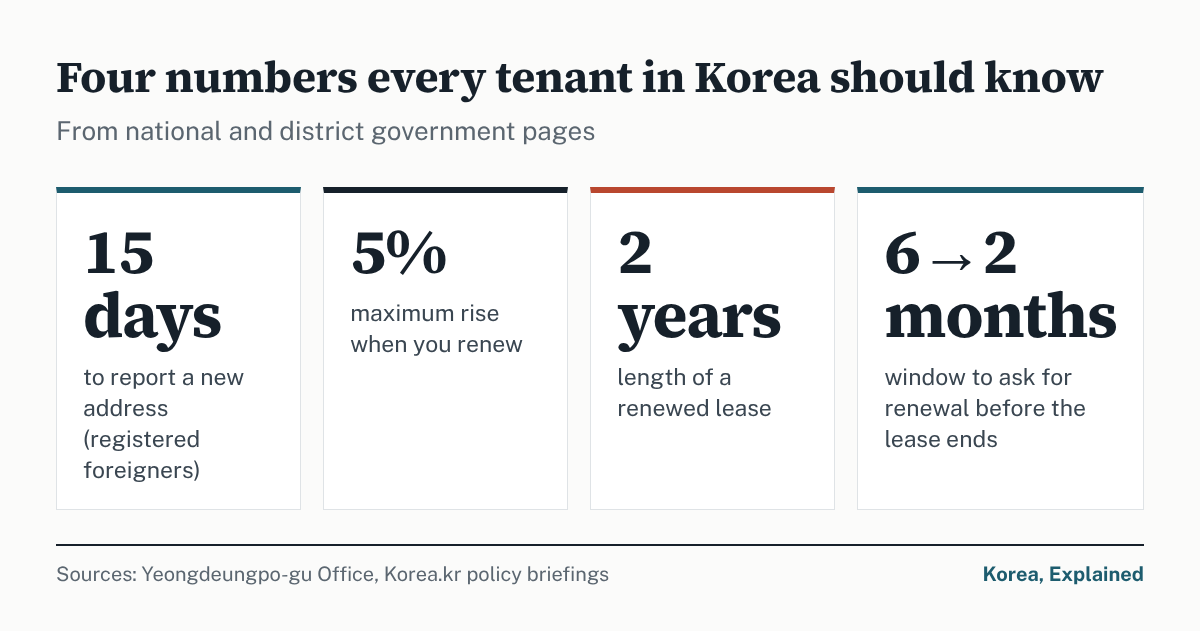 Four numbers every tenant in Korea should know
From national and district government pages
15
days
to report a new
address
(registered
foreigners)
5%
maximum rise
when you renew
2
years
length of a
renewed lease
6→2
months
window to ask for
renewal before the
lease ends
Sources: Yeongdeungpo-gu Office, Korea.kr policy briefings
Korea, Explained